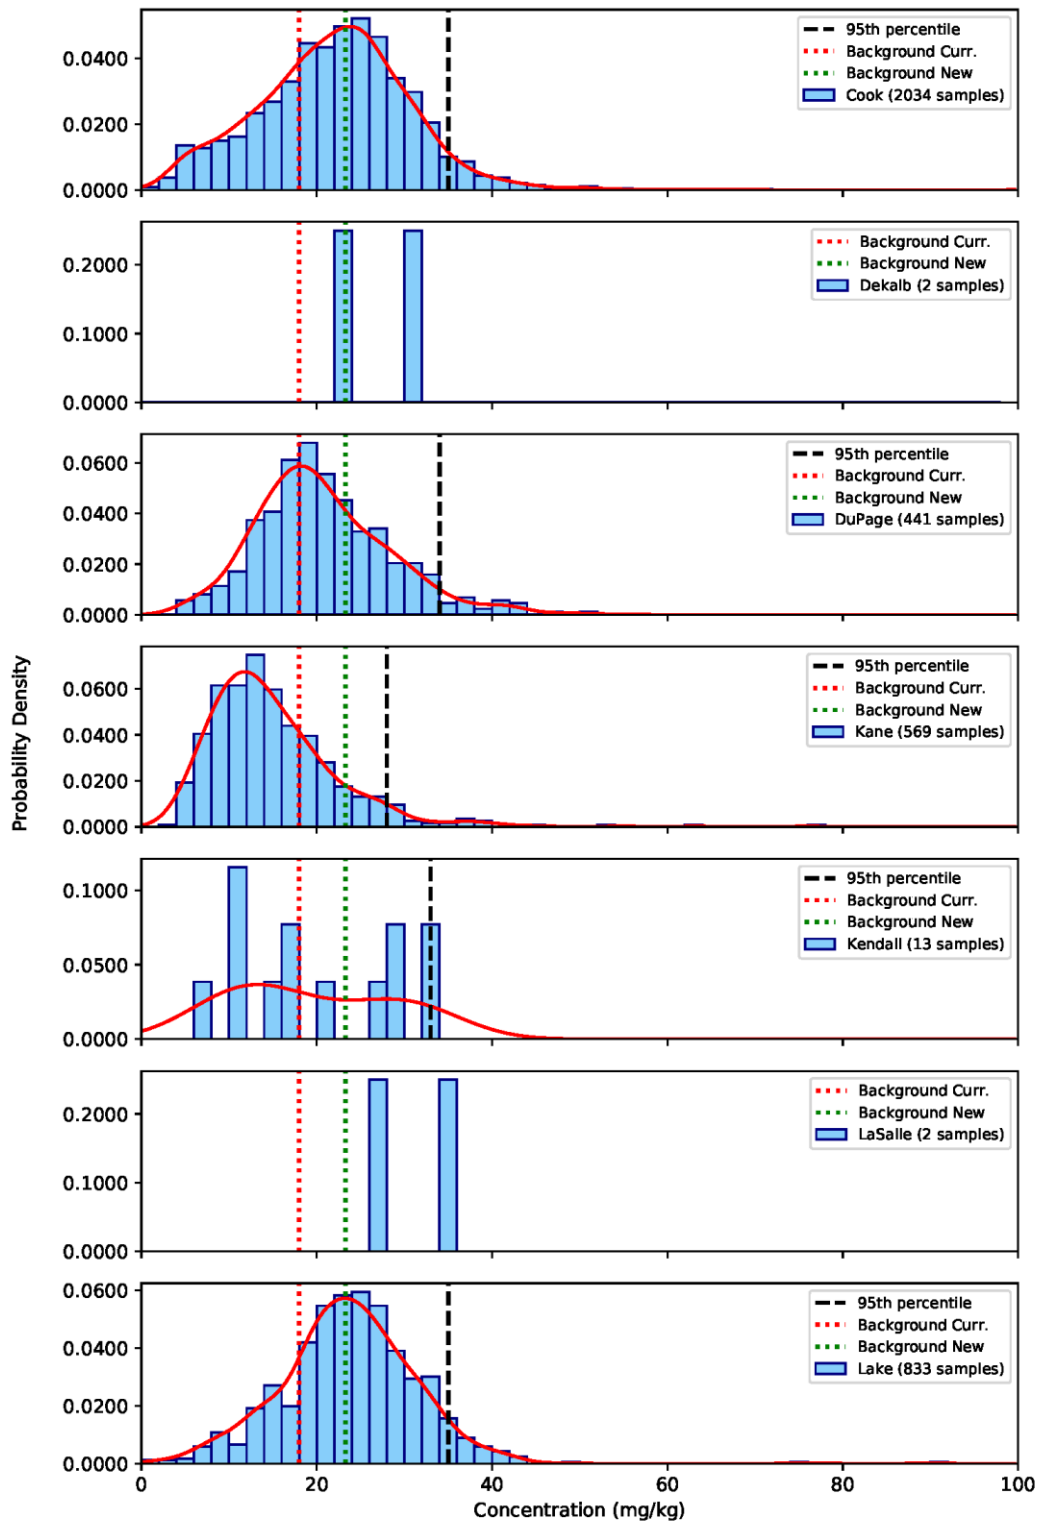 95th percentile
Background Curr.
Background New
Cook (2034 samples)
0.0400
0.0200
0.0000
Background Curr.
Background New
Dekalb (2 samples)
0.2000
0.1000
0.0000
0 20 40 60 80 100
95th percentile
Background Curr.
Background New
DuPage (441 samples)
0.0600
0.0400
0.0200
0.0000
Probability Density
95th percentile
Background Curr.
Background New
Kane (569 samples)
0.0600
0.0400
0.0200
0.0000
95th percentile
Background Curr.
Background New
Kendall (13 samples)
0.1000
0.0500
0.0000
Background Curr.
Background New
LaSalle (2 samples)
0.2000
0.1000
0.0000
95th percentile
Background Curr.
Background New
Lake (833 samples)
0.0600
0.0400
0.0200
0.0000
0 20 40 60 80 100
Concentration (mg/kg)